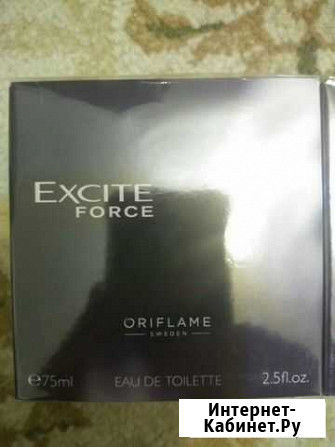 EXCITE
FORCE
ORIFLAME
SWEDEN
℮75ml EAU DE TOILETTE 2.5fl.oz.
Интернет-
Кабинет.Ру